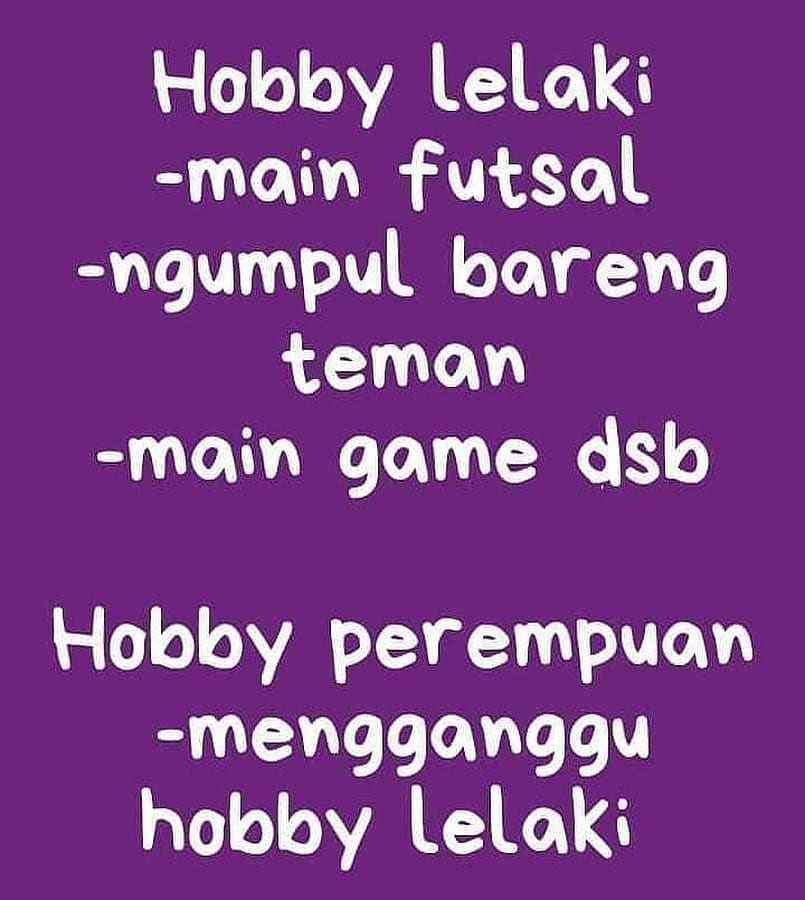 Hobby lelaki
-main futsal
-ngumpul bareng
teman
-main game dsb
Hobby perempuan
-mengganggu
hobby lelaki